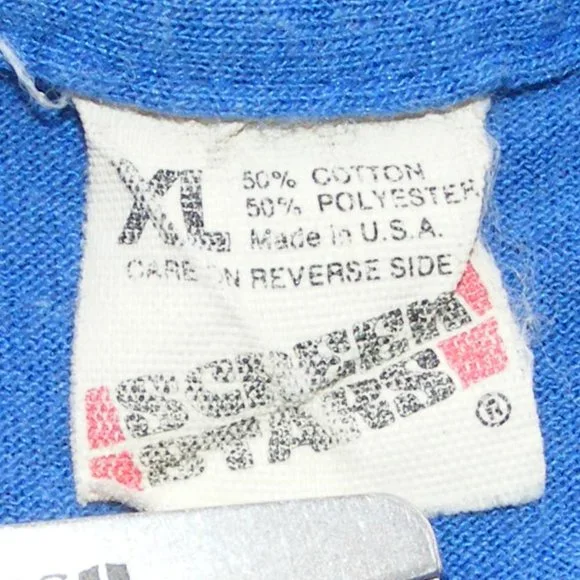 XL
50% COTTON
50% POLYESTER
Made in U.S.A.
CARE ON REVERSE SIDE
SCREEN
STARS
®